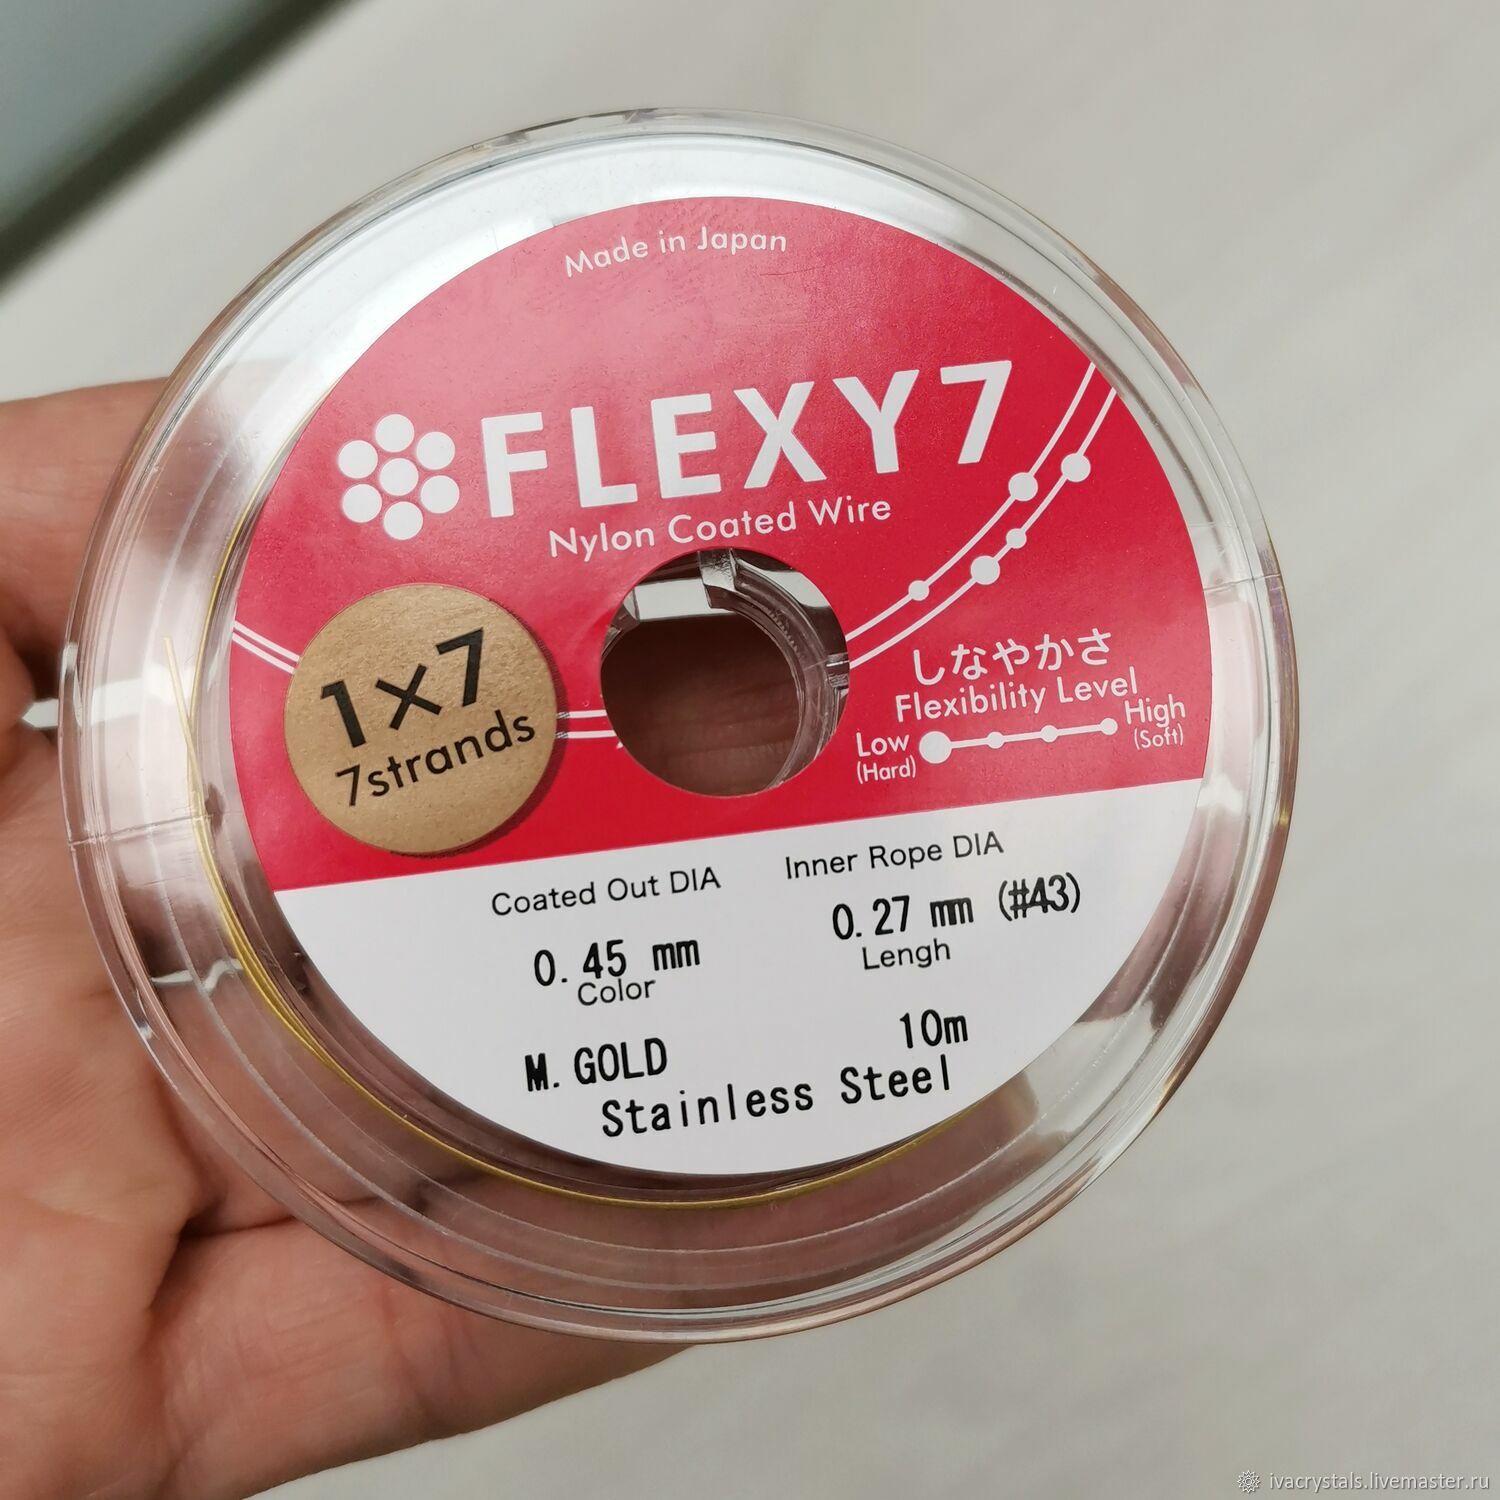 Made in Japan
FLEXY7
Nylon Coated Wire
1×7
7strands
しなやかさ
Flexibility Level
Low
(Hard)
High
(Soft)
Coated Out DIA
0.45 mm
Inner Rope DIA
0.27 mm (#43)
Color
M.GOLD
Lengh
10m
Stainless Steel
ivacrystals.livemaster.ru